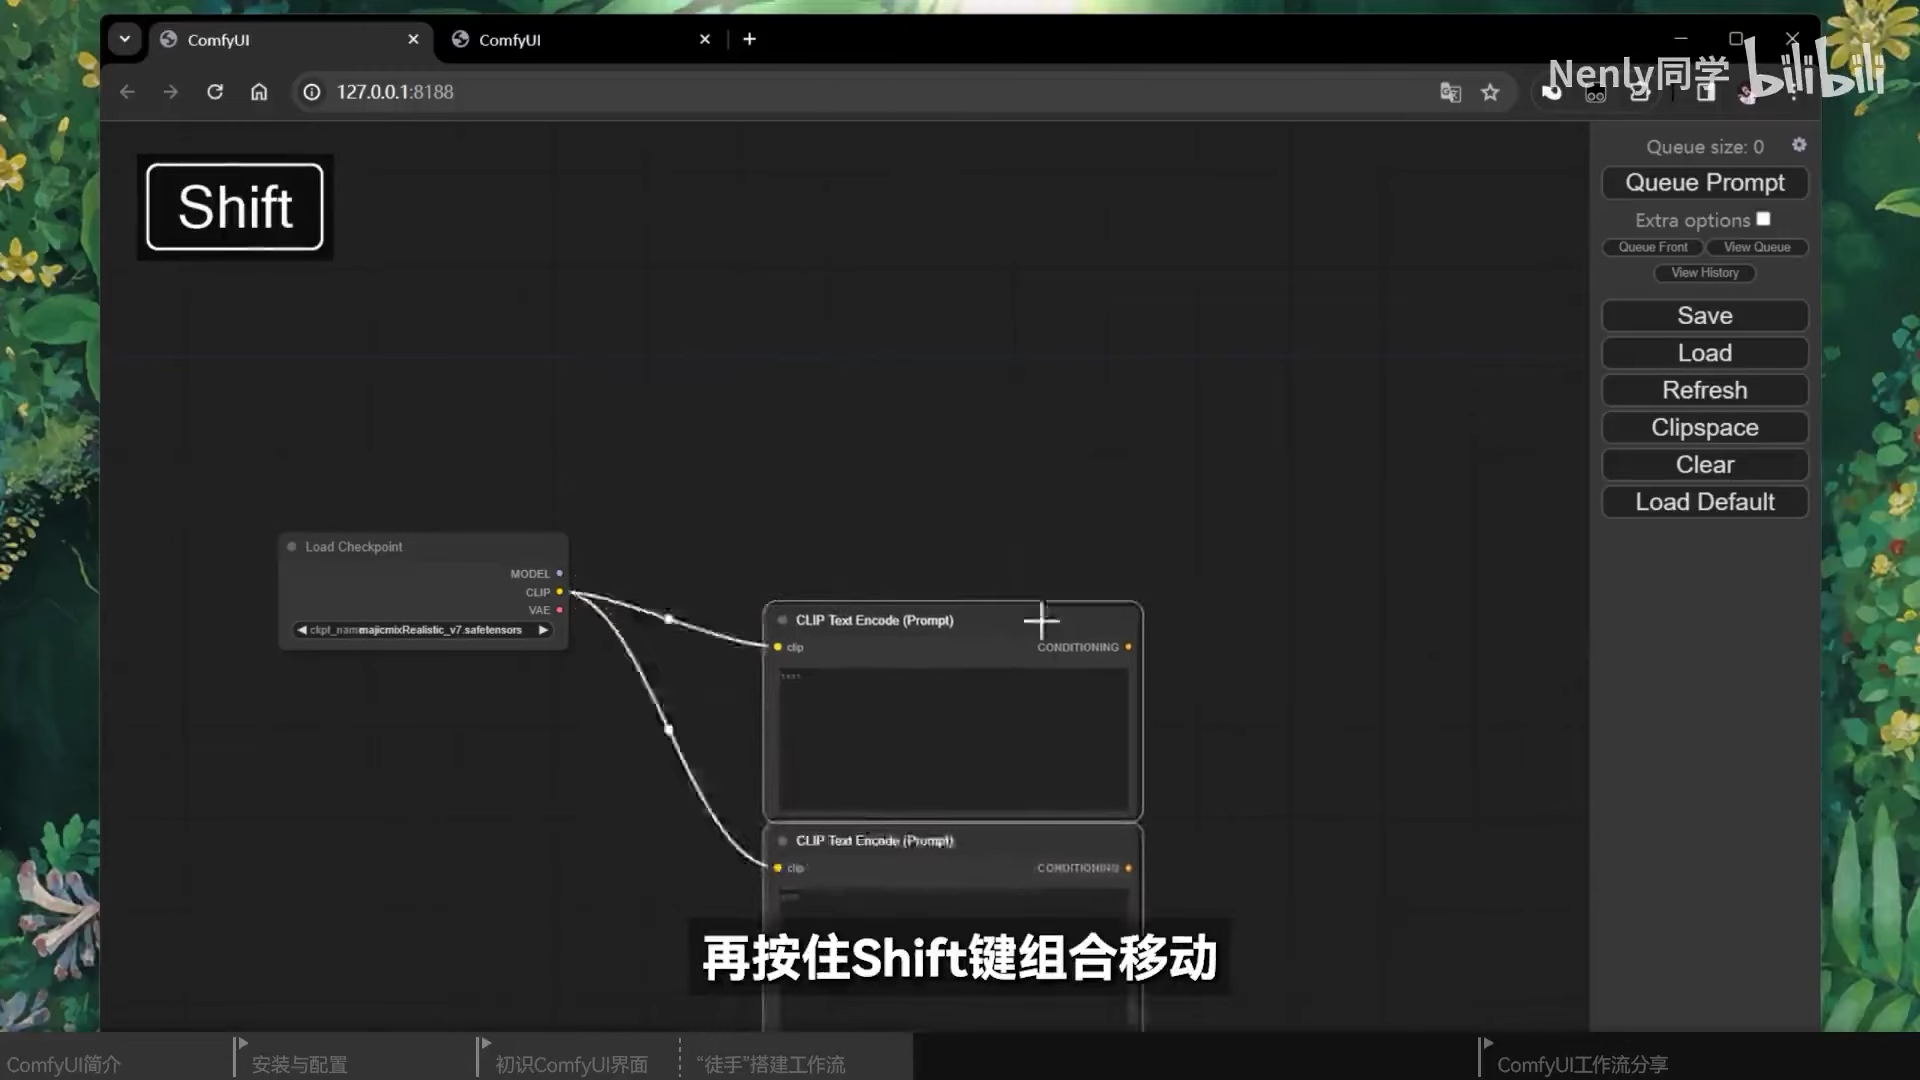 ComfyUI
ComfyUI
127.0.0.1:8188
Nenly同学 bilibili
Shift
Queue size: 0
Queue Prompt
Extra options
Queue Front
View Queue
View History
Save
Load
Refresh
Clipspace
Clear
Load Default
Load Checkpoint
MODEL
CLIP
VAE
ckpt_nam majicmixRealistic_v7.safetensors
CLIP Text Encode (Prompt)
clip
CONDITIONING
text
CLIP Text Encode (Prompt)
clip
CONDITIONING
再按住Shift键组合移动
ComfyUI简介
安装与配置
初识ComfyUI界面
“徒手”搭建工作流
ComfyUI工作流分享